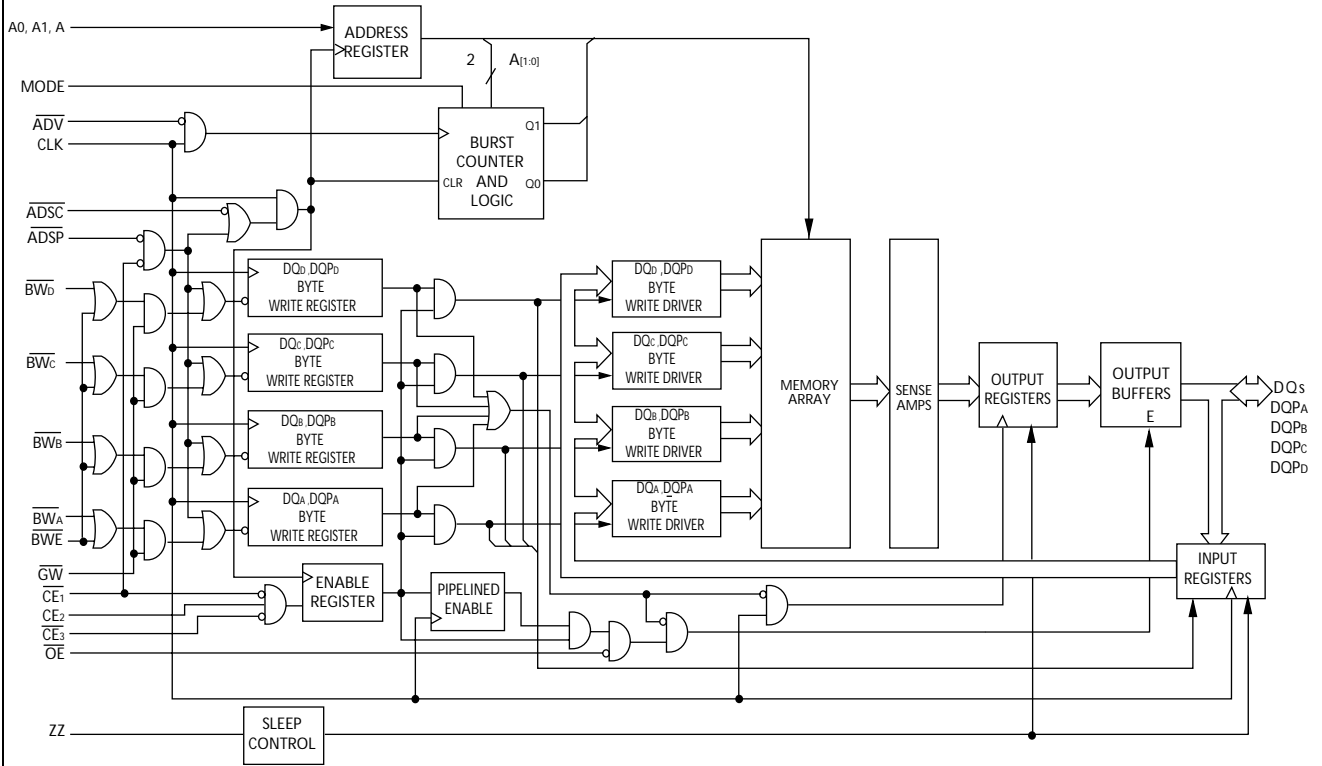 A0, A1, A
ADDRESS
REGISTER
2
A[1:0]
MODE
ADV
CLK
BURST
COUNTER
AND
LOGIC
Q1
CLR
Q0
ADSC
ADSP
DQD ,DQPD
BYTE
WRITE REGISTER
DQD ,DQPD
BYTE
WRITE DRIVER
BWD
DQC ,DQPC
BYTE
WRITE REGISTER
DQC ,DQPC
BYTE
WRITE DRIVER
BWC
MEMORY
ARRAY
SENSE
AMPS
OUTPUT
REGISTERS
OUTPUT
BUFFERS
E
DQs
DQPA
DQPB
DQPC
DQPD
DQB ,DQPB
BYTE
WRITE REGISTER
DQB ,DQPB
BYTE
WRITE DRIVER
BWB
DQA ,DQPA
BYTE
WRITE REGISTER
DQA ,DQPA
BYTE
WRITE DRIVER
BWA
BWE
INPUT
REGISTERS
GW
CE1
CE2
CE3
OE
ENABLE
REGISTER
PIPELINED
ENABLE
ZZ
SLEEP
CONTROL